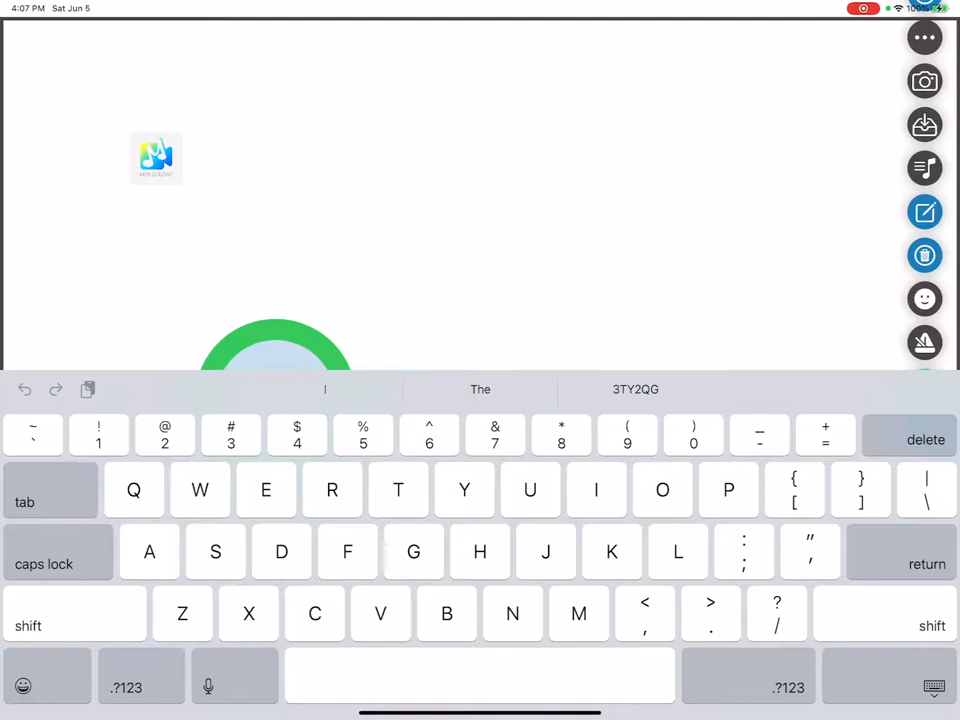 4:07 PM Sat Jun 5 100%
I The 3TY2QG
~ ! @ # $ % ^ & * ( ) _ +
` 1 2 3 4 5 6 7 8 9 0 - = delete
tab Q W E R T Y U I O P { } |
[ ] \
caps lock A S D F G H J K L : " return
; '
shift Z X C V B N M < > ? shift
, . /
.?123 .?123